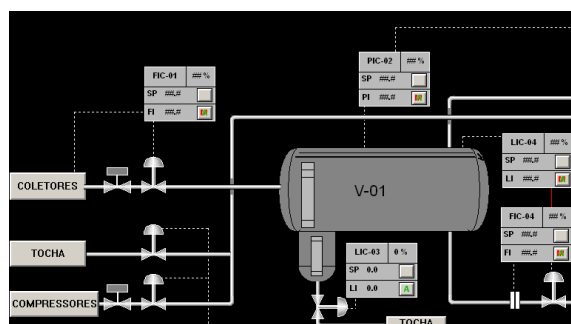 PIC-02 ##%
SP ##.#
PI ##.# M
FIC-01 ##%
SP ##.#
FI ##.# M
LIC-04 ##%
SP ##.#
LI ##.# M
COLETORES
V-01
FIC-04 ##%
SP ##.#
FI ##.# M
TOCHA
LIC-03 0%
SP 0.0
LI 0.0 A
COMPRESSORES
TOCHA